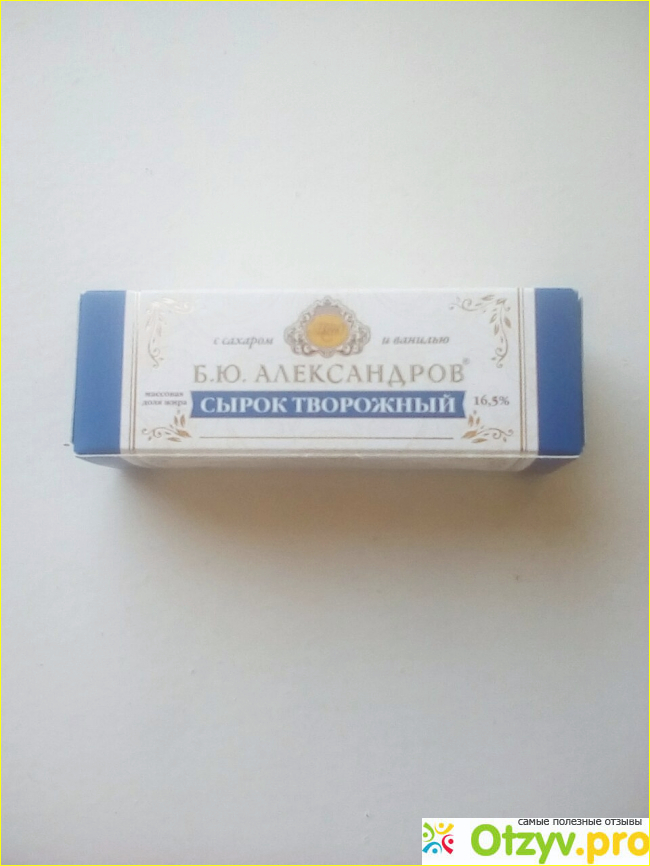 с сахаром и ванилью
Б.Ю. АЛЕКСАНДРОВ®
массовая
доля жира
СЫРОК ТВОРОЖНЫЙ
16,5%
самые полезные отзывы
Otzyv.pro